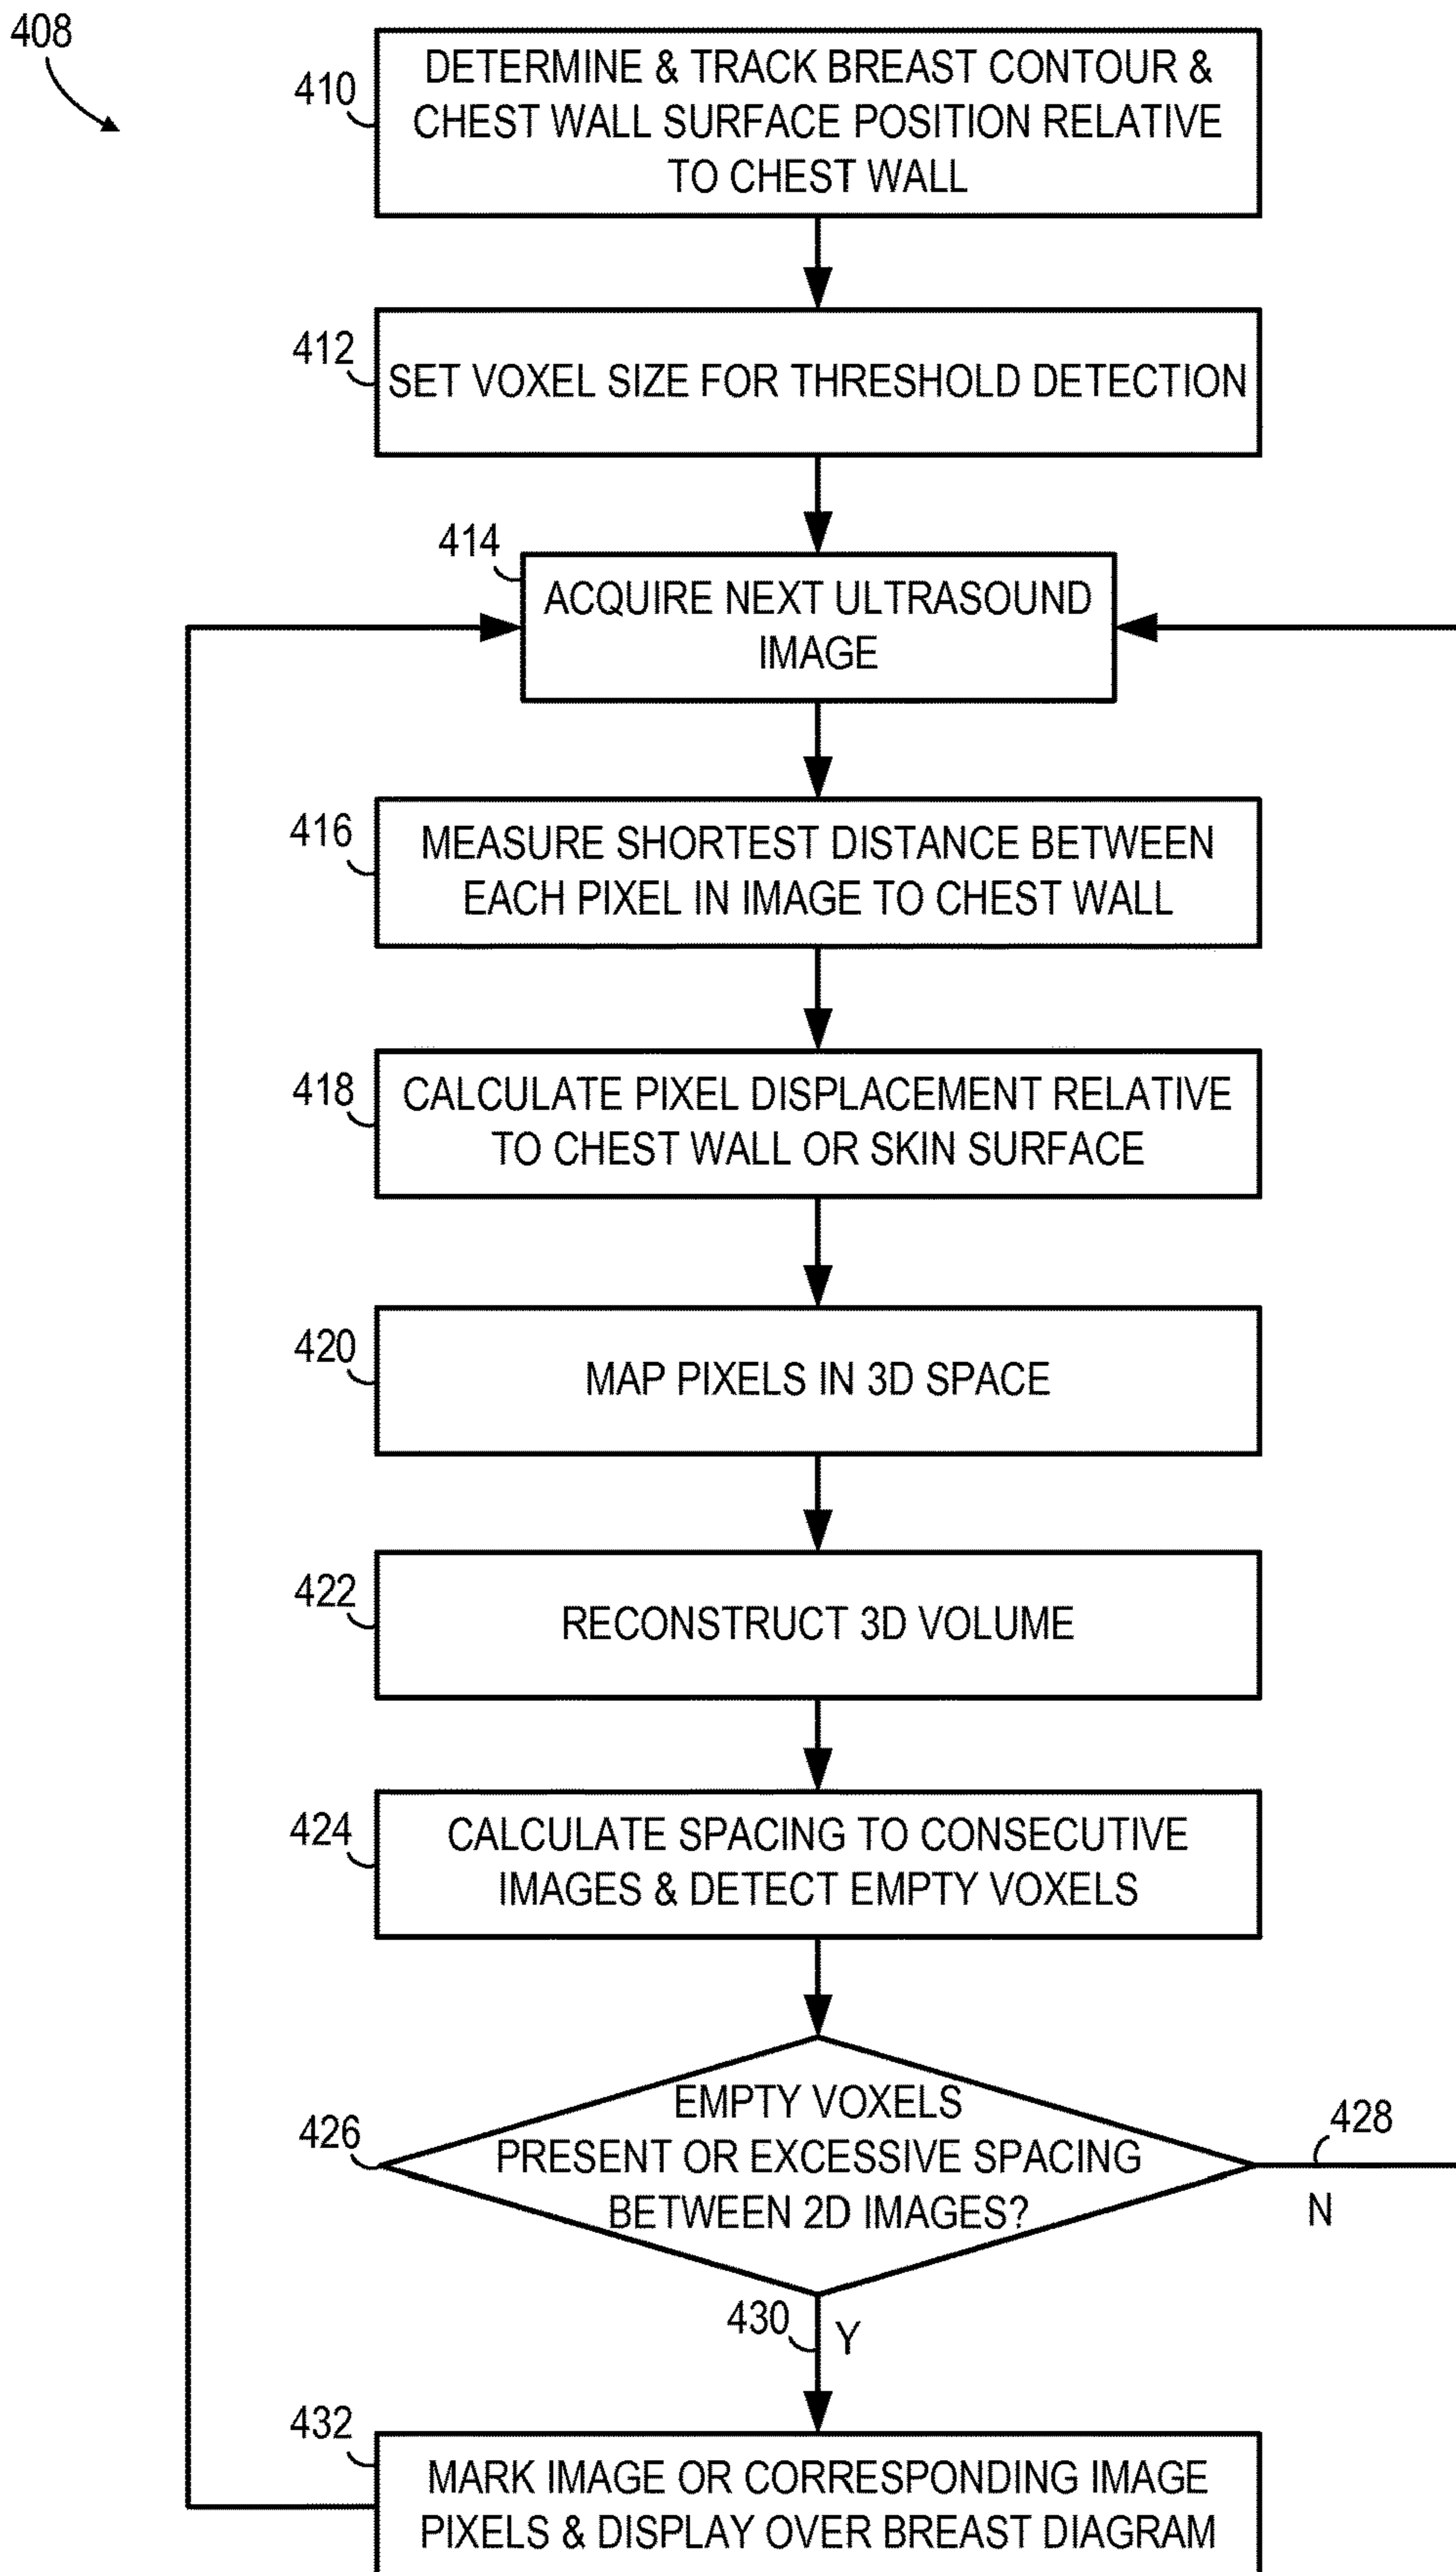 408
410
DETERMINE & TRACK BREAST CONTOUR &
CHEST WALL SURFACE POSITION RELATIVE
TO CHEST WALL
412
SET VOXEL SIZE FOR THRESHOLD DETECTION
414
ACQUIRE NEXT ULTRASOUND
IMAGE
416
MEASURE SHORTEST DISTANCE BETWEEN
EACH PIXEL IN IMAGE TO CHEST WALL
418
CALCULATE PIXEL DISPLACEMENT RELATIVE
TO CHEST WALL OR SKIN SURFACE
420
MAP PIXELS IN 3D SPACE
422
RECONSTRUCT 3D VOLUME
424
CALCULATE SPACING TO CONSECUTIVE
IMAGES & DETECT EMPTY VOXELS
426
EMPTY VOXELS
PRESENT OR EXCESSIVE SPACING
BETWEEN 2D IMAGES?
428
N
430
Y
432
MARK IMAGE OR CORRESPONDING IMAGE
PIXELS & DISPLAY OVER BREAST DIAGRAM